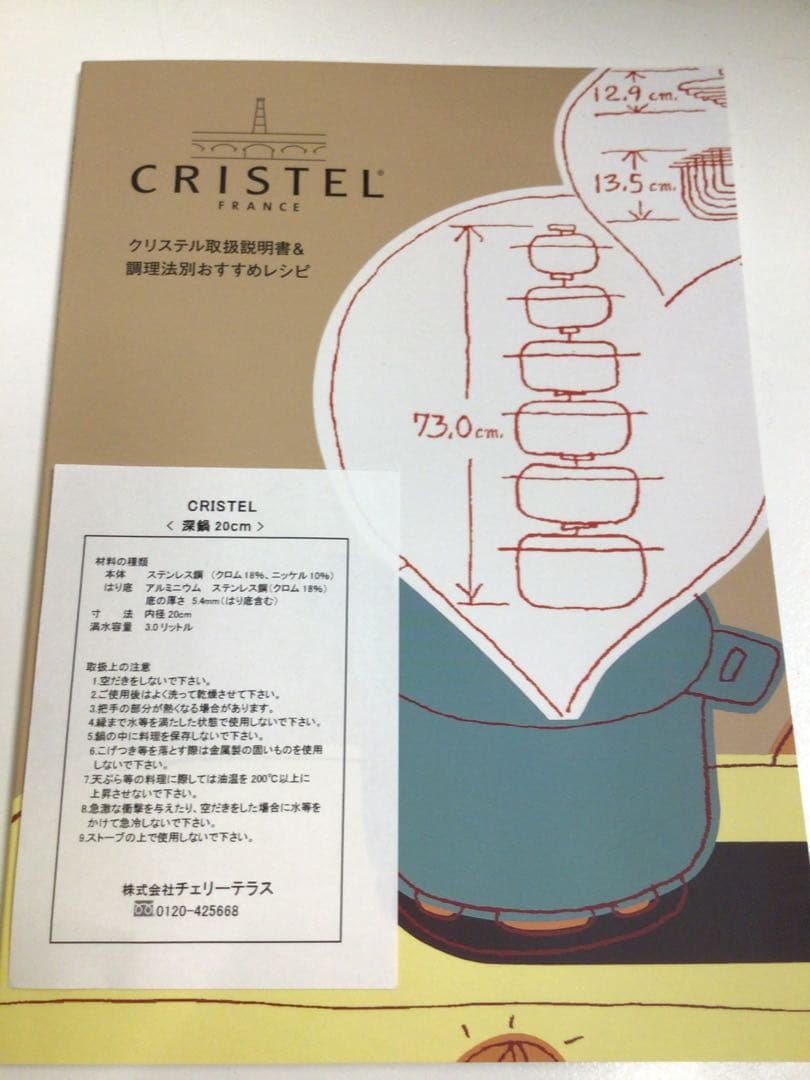 CRISTEL®
FRANCE
クリステル取扱説明書&
調理法別おすすめレシピ
12.9cm.
13.5cm.
73.0cm.
CRISTEL
< 深鍋 20cm >
材料の種類
本体 ステンレス鋼 (クロム18%、ニッケル10%)
はり底 アルミニウム ステンレス鋼(クロム18%)
底の厚さ 5.4mm(はり底含む)
寸 法 内径20cm
満水容量 3.0リットル
取扱上の注意
1.空だきをしないで下さい。
2.ご使用後はよく洗って乾燥させて下さい。
3.把手の部分が熱くなる場合があります。
4.縁まで水等を満たした状態で使用しないで下さい。
5.鍋の中に料理を保存しないで下さい。
6.こげつき等を落とす際は金属製の固いものを使用
しないで下さい。
7.天ぷら等の料理に際しては油温を200℃以上に
上昇させないで下さい。
8.急激な衝撃を与えたり、空だきをした場合に水等を
かけて急冷しないで下さい。
9.ストーブの上で使用しないで下さい。
株式会社チェリーテラス
0120-425668